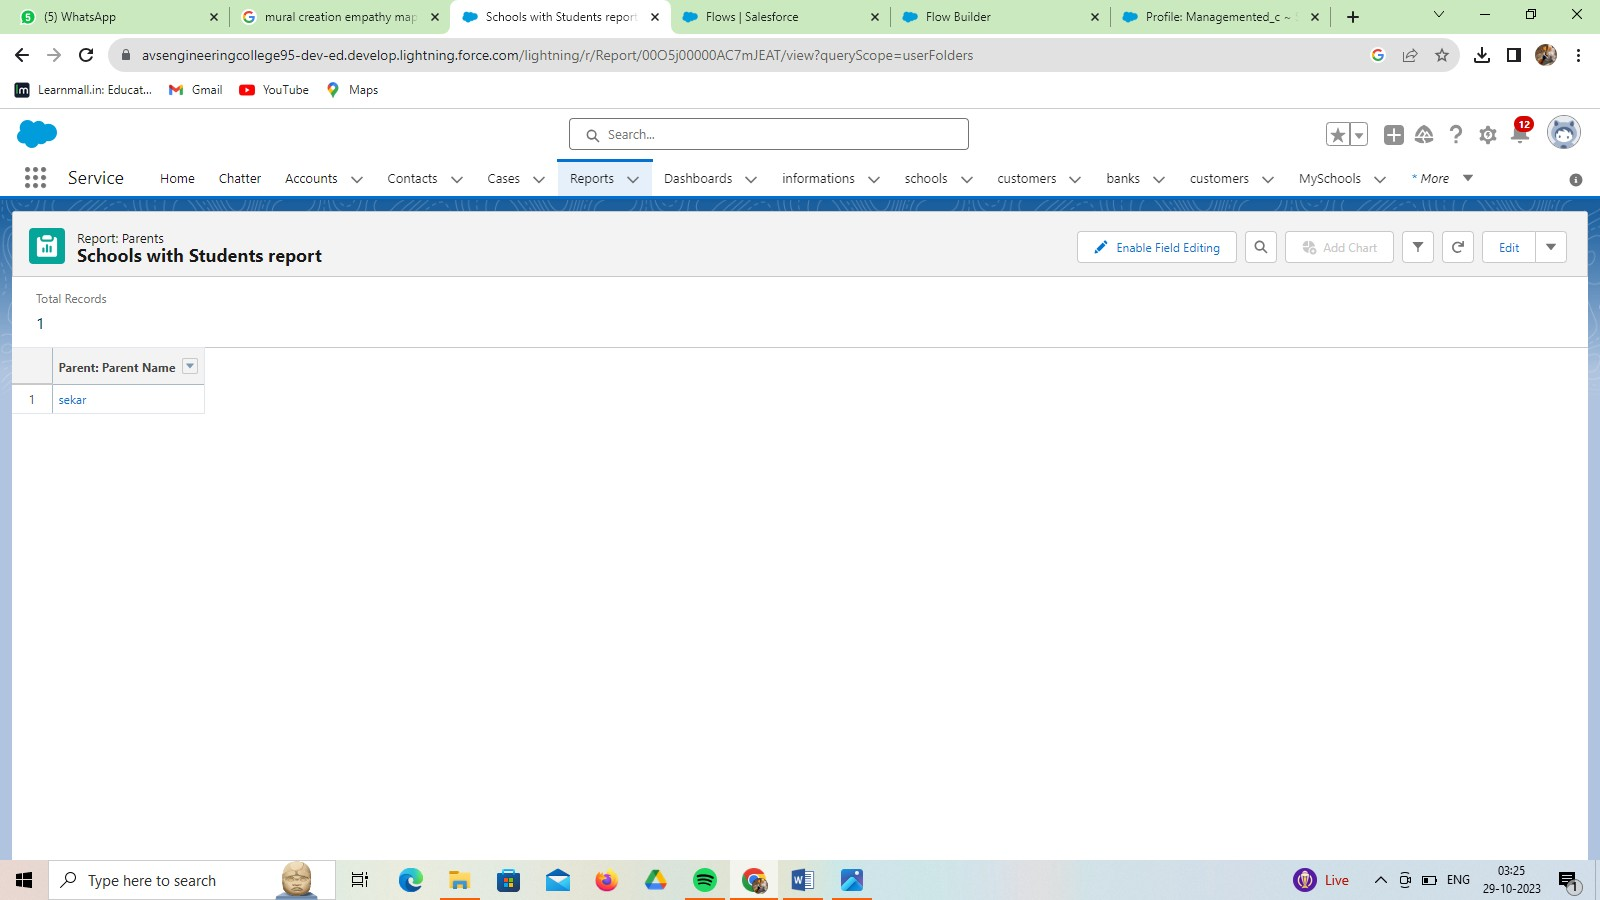 (5) WhatsApp
mural creation empathy map
Schools with Students report
Flows | Salesforce
Flow Builder
Profile: Managemented_c ~
avsengineeringcollege95-dev-ed.develop.lightning.force.com/lightning/r/Report/00O5j00000AC7mJEAT/view?queryScope=userFolders
Learnmall.in: Educat...
Gmail
YouTube
Maps
Search...
12
Service
Home
Chatter
Accounts
Contacts
Cases
Reports
Dashboards
informations
schools
customers
banks
customers
MySchools
* More
Report: Parents
Schools with Students report
Enable Field Editing
Add Chart
Edit
Total Records
1
Parent: Parent Name
1 sekar
Type here to search
Live
ENG
03:25
29-10-2023
1